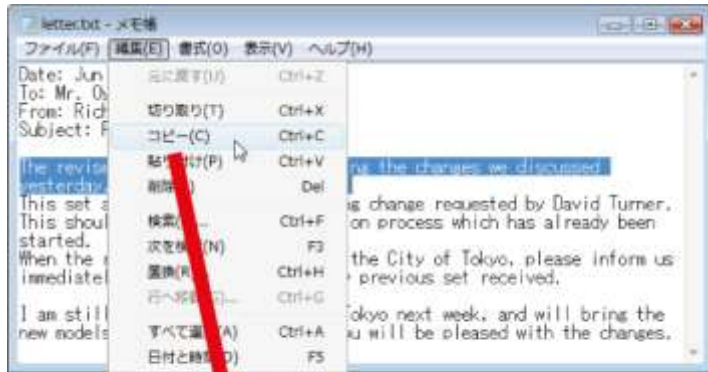 letter.txt - メモ帳
ファイル(F) 編集(E) 書式(O) 表示(V) ヘルプ(H)
Date: Jun
To: Mr.
From: Rich
Subject:
元に戻す(U) Ctrl+Z
切り取り(T) Ctrl+X
コピー(C) Ctrl+C
貼り付け(P) Ctrl+V
削除 Del
検索 Ctrl+F
次を検 (N) F3
置換(R Ctrl+H
行へ移動(G)... Ctrl+G
すべて選 (A) Ctrl+A
日付と時 (D) F5
The revise ng the changes we discussed
yesterday
This set a g change requested by David Turner.
This shoul on process which has already been
started.
When the r the City of Tokyo, please inform us
immediatel previous set received.
I am still okyo next week, and will bring the
new models u will be pleased with the changes.